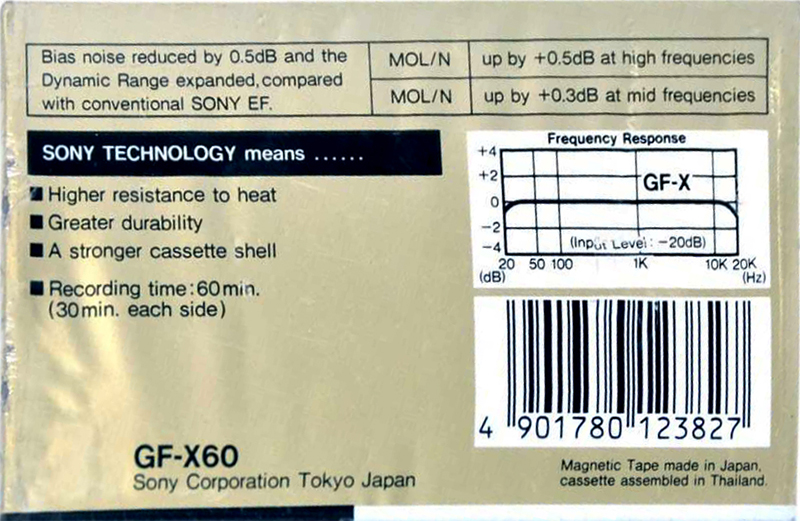 Bias noise reduced by 0.5dB and the
Dynamic Range expanded, compared
with conventional SONY EF.
MOL/N up by +0.5dB at high frequencies
MOL/N up by +0.3dB at mid frequencies
SONY TECHNOLOGY means ......
■ Higher resistance to heat
■ Greater durability
■ A stronger cassette shell
■ Recording time: 60min.
(30min. each side)
Frequency Response
+4
+2
0
−2
−4
GF-X
(Input Level: −20dB)
20 50 100 1K 10K 20K
(dB) (Hz)
4 901780 123827
GF-X60
Sony Corporation Tokyo Japan
Magnetic Tape made in Japan,
cassette assembled in Thailand.